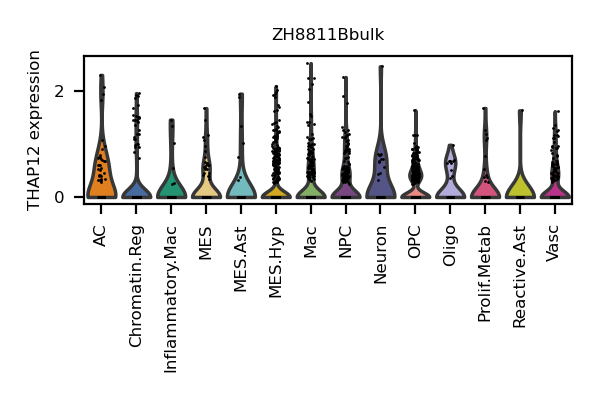 ZH8811Bbulk
THAP12 expression
2
0
AC
Chromatin.Reg
Inflammatory.Mac
MES
MES.Ast
MES.Hyp
Mac
NPC
Neuron
OPC
Oligo
Prolif.Metab
Reactive.Ast
Vasc